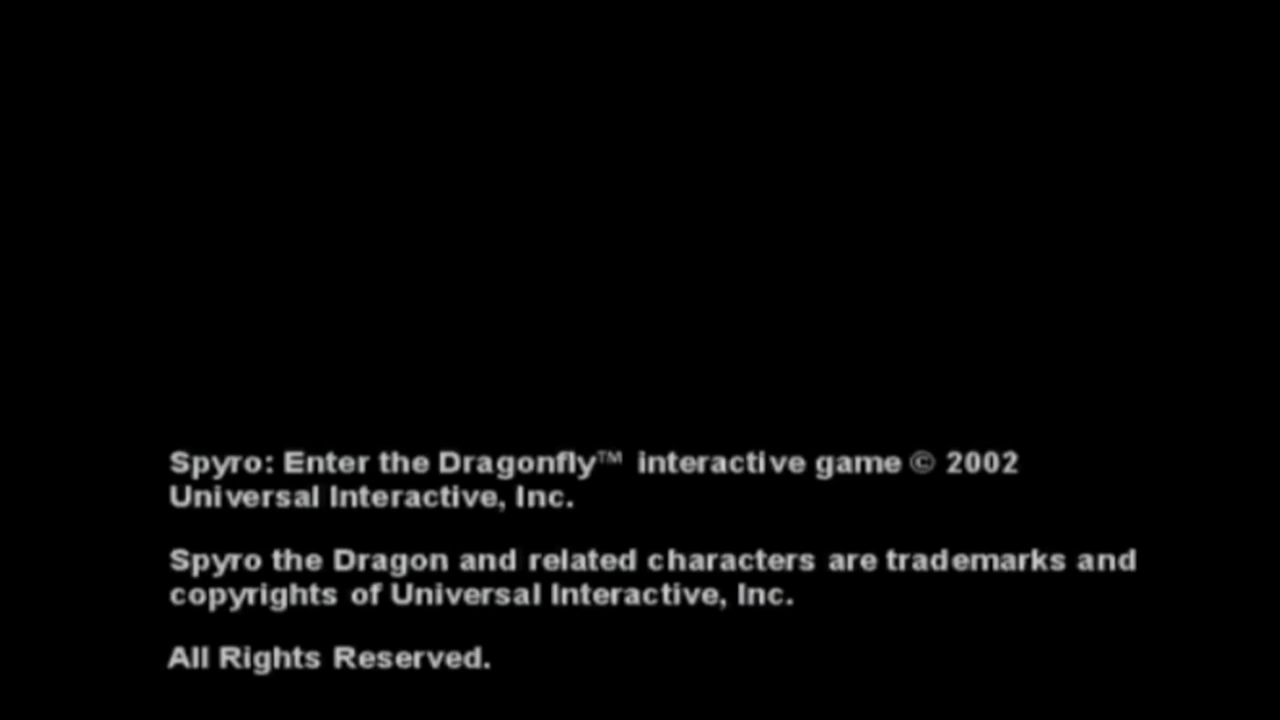 Spyro: Enter the Dragonfly™ interactive game © 2002
Universal Interactive, Inc.
Spyro the Dragon and related characters are trademarks and
copyrights of Universal Interactive, Inc.
All Rights Reserved.